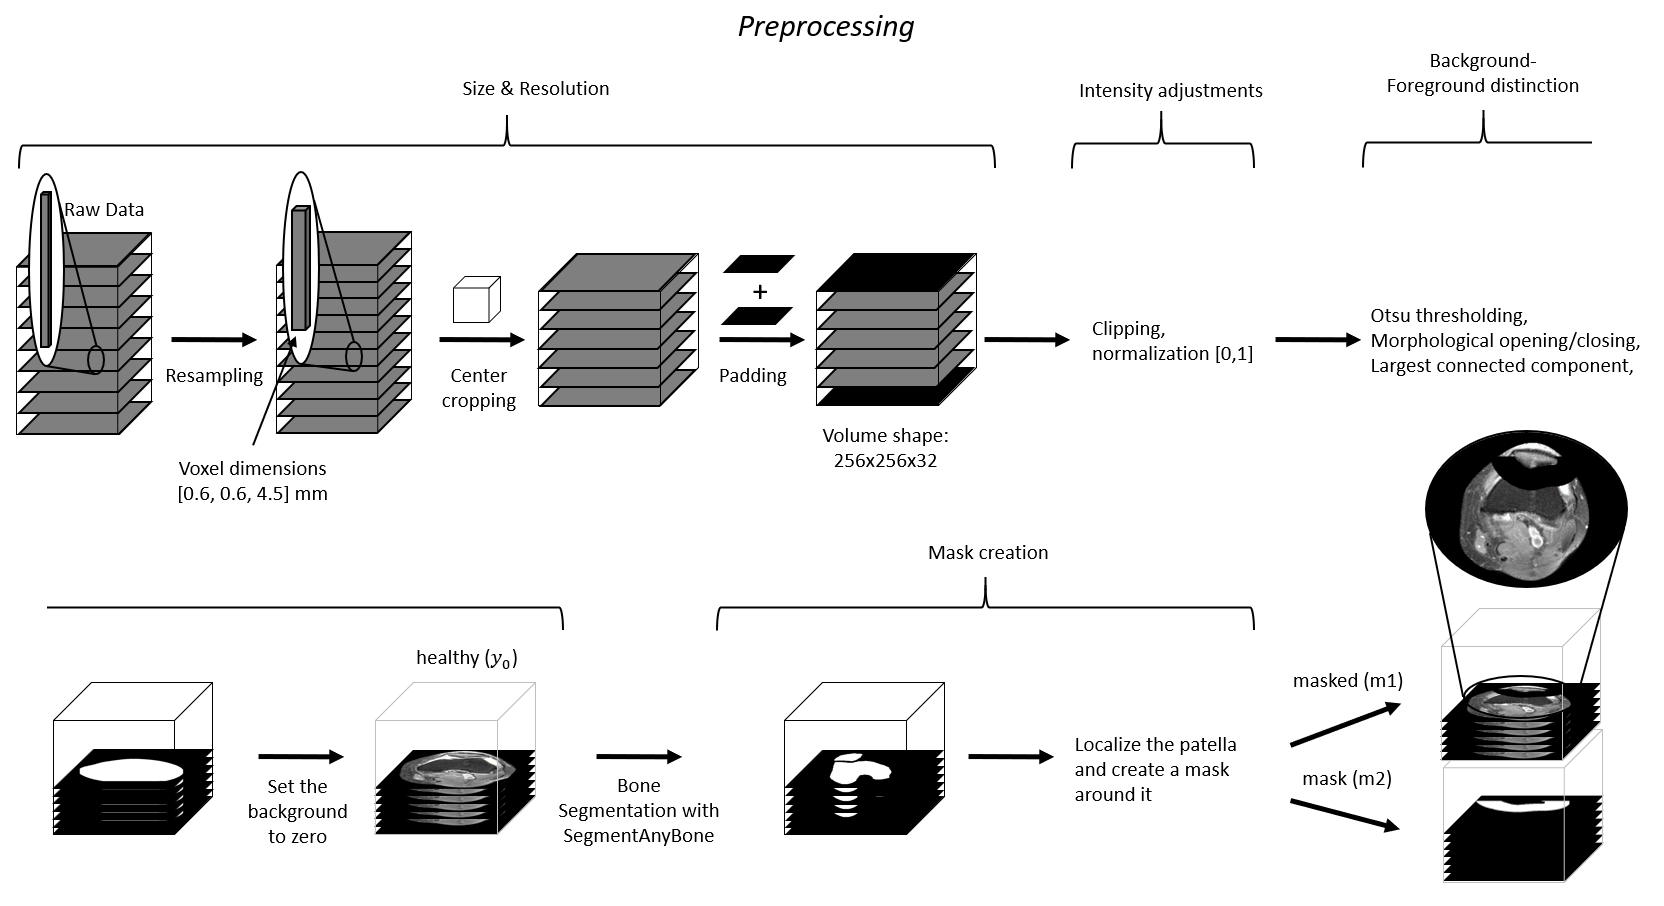 Preprocessing
Size & Resolution
Intensity adjustments
Background-
Foreground distinction
Raw Data
Resampling
Voxel dimensions
[0.6, 0.6, 4.5] mm
Center
cropping
+
Padding
Volume shape:
256x256x32
Clipping,
normalization [0,1]
Otsu thresholding,
Morphological opening/closing,
Largest connected component,
Set the
background
to zero
healthy (y₀)
Bone
Segmentation with
SegmentAnyBone
Mask creation
Localize the patella
and create a mask
around it
masked (m1)
mask (m2)